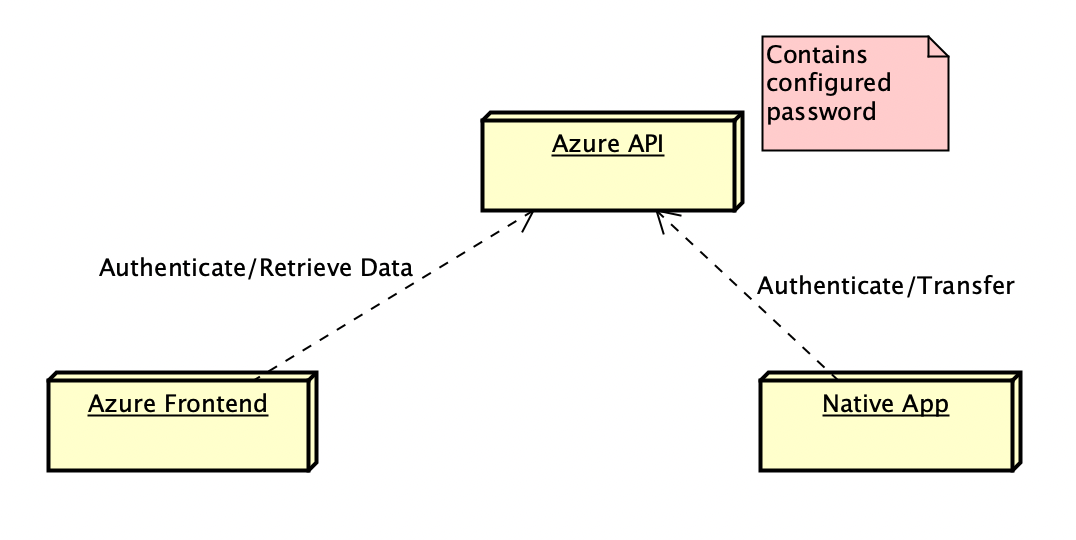 Contains
configured
password
Azure API
Authenticate/Retrieve Data
Authenticate/Transfer
Azure Frontend
Native App